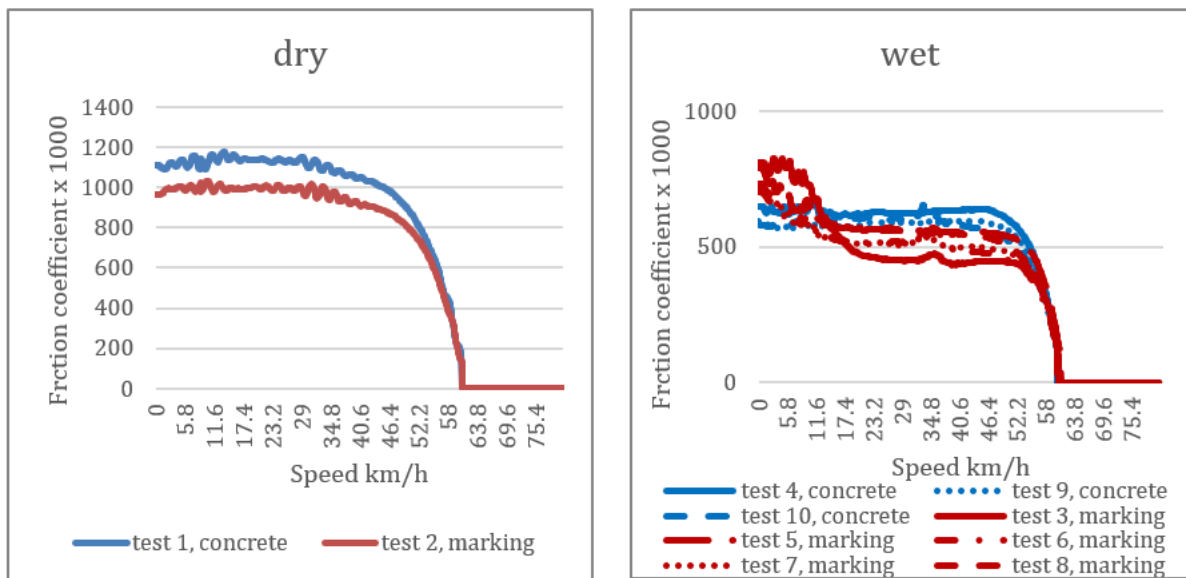 dry
Frction coefficient x 1000
1400
1200
1000
800
600
400
200
0
0
5.8
11.6
17.4
23.2
29
34.8
40.6
46.4
52.2
58
63.8
69.6
75.4
Speed km/h
test 1, concrete
test 2, marking
wet
Frction coefficient x 1000
1000
500
0
0
5.8
11.6
17.4
23.2
29
34.8
40.6
46.4
52.2
58
63.8
69.6
75.4
Speed km/h
test 4, concrete
test 9, concrete
test 10, concrete
test 3, marking
test 5, marking
test 6, marking
test 7, marking
test 8, marking